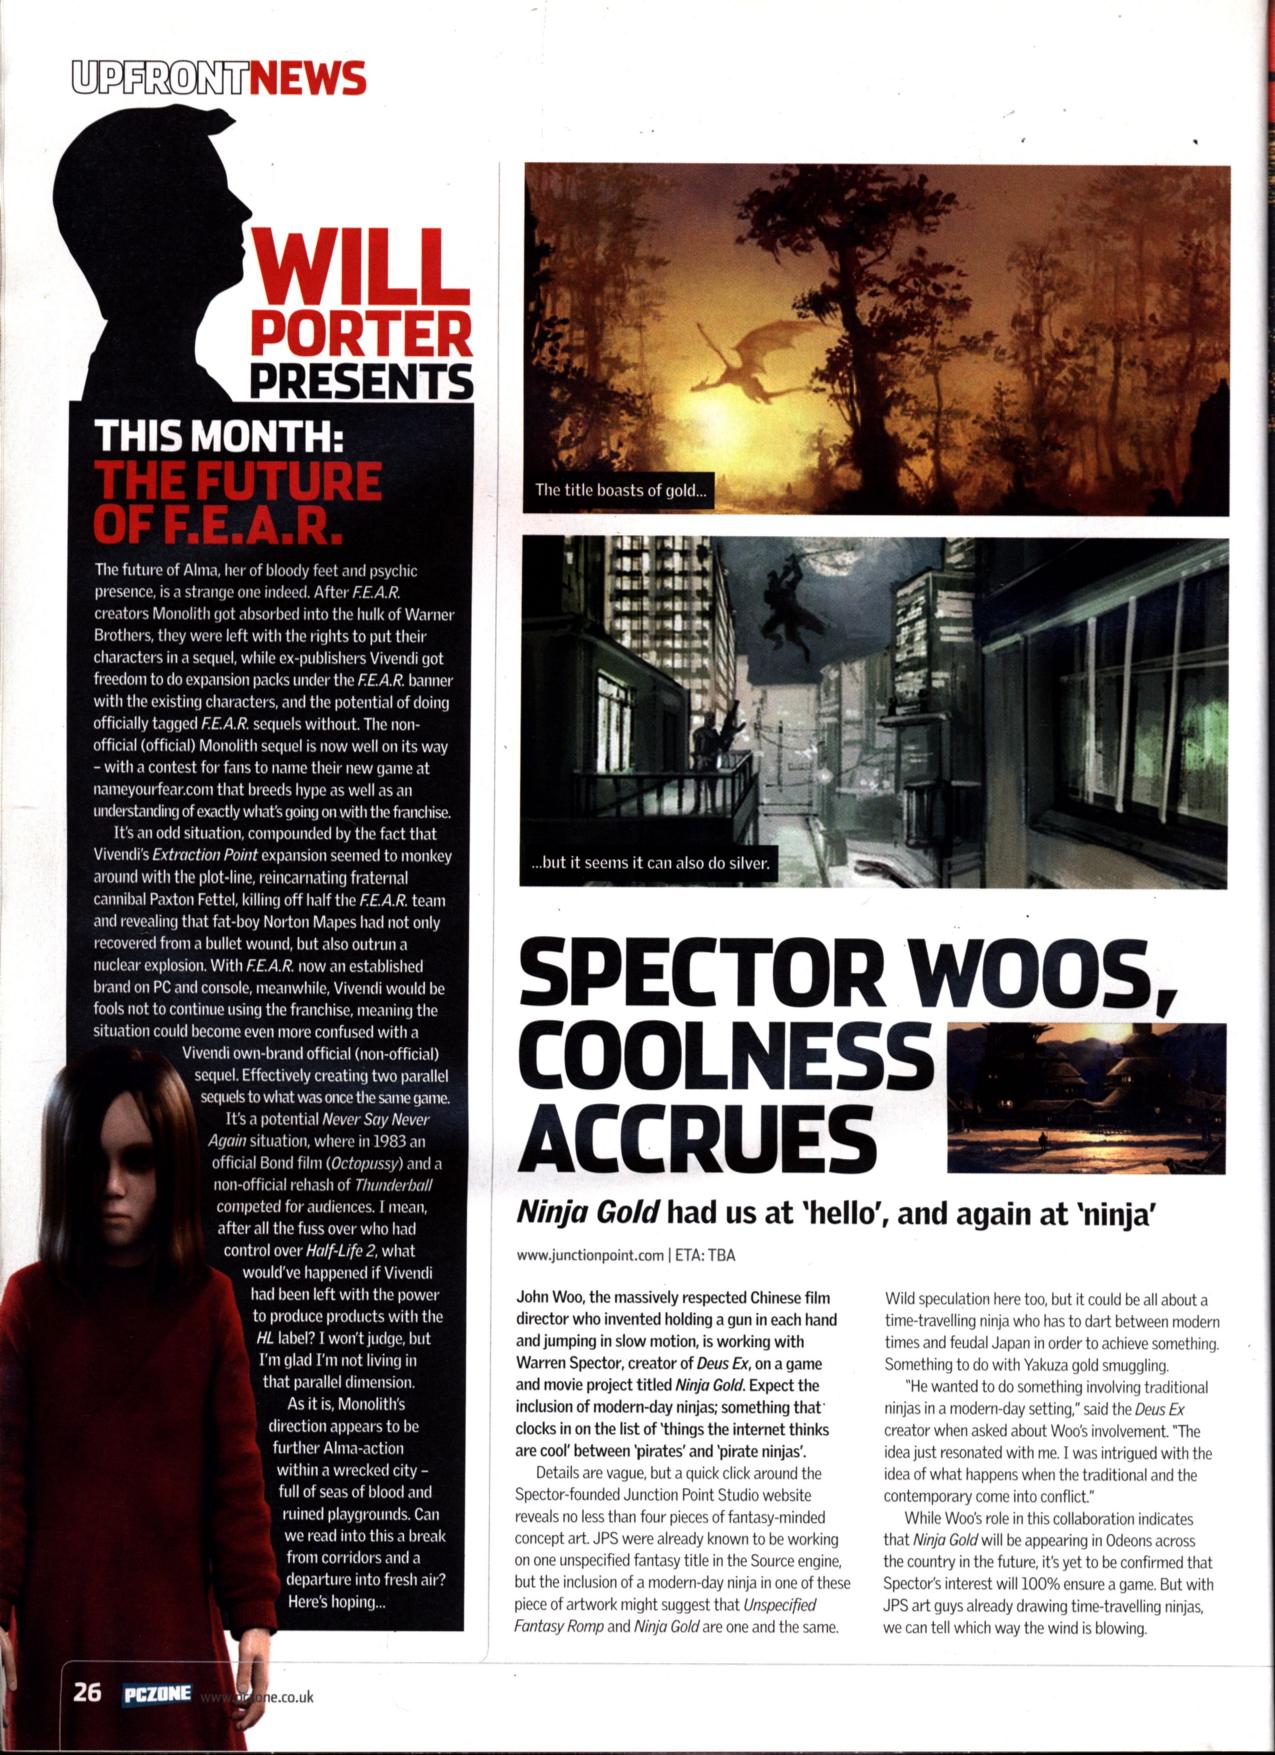 UPFRONTNEWS
WILL
PORTER
PRESENTS
THIS MONTH:
THE FUTURE
OF F.E.A.R.
The future of Alma, her of bloody feet and psychic
presence, is a strange one indeed. After F.E.A.R.
creators Monolith got absorbed into the hulk of Warner
Brothers, they were left with the rights to put their
characters in a sequel, while ex-publishers Vivendi got
freedom to do expansion packs under the F.E.A.R. banner
with the existing characters, and the potential of doing
officially tagged F.E.A.R. sequels without. The non-
official (official) Monolith sequel is now well on its way
– with a contest for fans to name their new game at
nameyourfear.com that breeds hype as well as an
understanding of exactly what's going on with the franchise.
It's an odd situation, compounded by the fact that
Vivendi's Extraction Point expansion seemed to monkey
around with the plot-line, reincarnating fraternal
cannibal Paxton Fettel, killing off half the F.E.A.R. team
and revealing that fat-boy Norton Mapes had not only
recovered from a bullet wound, but also outrun a
nuclear explosion. With F.E.A.R. now an established
brand on PC and console, meanwhile, Vivendi would be
fools not to continue using the franchise, meaning the
situation could become even more confused with a
Vivendi own-brand official (non-official)
sequel. Effectively creating two parallel
sequels to what was once the same game.
It's a potential Never Say Never
Again situation, where in 1983 an
official Bond film (Octopussy) and a
non-official rehash of Thunderball
competed for audiences. I mean,
after all the fuss over who had
control over Half-Life 2, what
would've happened if Vivendi
had been left with the power
to produce products with the
HL label? I won't judge, but
I'm glad I'm not living in
that parallel dimension.
As it is, Monolith's
direction appears to be
further Alma-action
within a wrecked city –
full of seas of blood and
ruined playgrounds. Can
we read into this a break
from corridors and a
departure into fresh air?
Here's hoping...
The title boasts of gold...
...but it seems it can also do silver.
SPECTOR WOOS,
COOLNESS
ACCRUES
Ninja Gold had us at 'hello', and again at 'ninja'
www.junctionpoint.com | ETA: TBA
John Woo, the massively respected Chinese film
director who invented holding a gun in each hand
and jumping in slow motion, is working with
Warren Spector, creator of Deus Ex, on a game
and movie project titled Ninja Gold. Expect the
inclusion of modern-day ninjas; something that
clocks in on the list of 'things the internet thinks
are cool' between 'pirates' and 'pirate ninjas'.
Details are vague, but a quick click around the
Spector-founded Junction Point Studio website
reveals no less than four pieces of fantasy-minded
concept art. JPS were already known to be working
on one unspecified fantasy title in the Source engine,
but the inclusion of a modern-day ninja in one of these
piece of artwork might suggest that Unspecified
Fantasy Romp and Ninja Gold are one and the same.
Wild speculation here too, but it could be all about a
time-travelling ninja who has to dart between modern
times and feudal Japan in order to achieve something.
Something to do with Yakuza gold smuggling.
"He wanted to do something involving traditional
ninjas in a modern-day setting," said the Deus Ex
creator when asked about Woo's involvement. "The
idea just resonated with me. I was intrigued with the
idea of what happens when the traditional and the
contemporary come into conflict."
While Woo's role in this collaboration indicates
that Ninja Gold will be appearing in Odeons across
the country in the future, it's yet to be confirmed that
Spector's interest will 100% ensure a game. But with
JPS art guys already drawing time-travelling ninjas,
we can tell which way the wind is blowing.
26 PCZONE www.pczone.co.uk